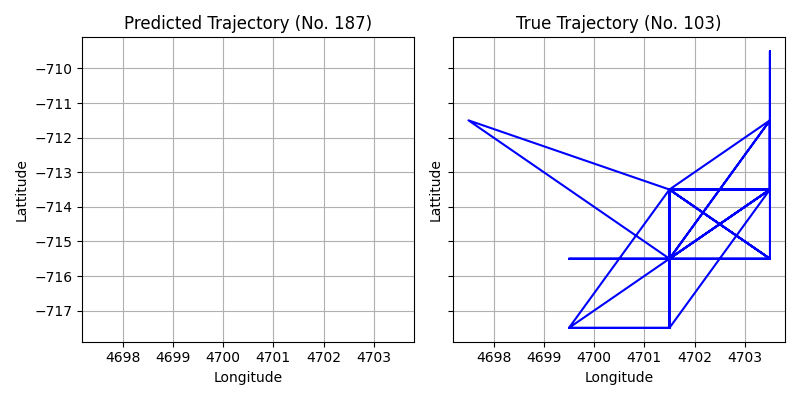 Predicted Trajectory (No. 187)
True Trajectory (No. 103)
−710
−711
−712
−713
−714
−715
−716
−717
Lattitude
Lattitude
4698 4699 4700 4701 4702 4703
4698 4699 4700 4701 4702 4703
Longitude
Longitude